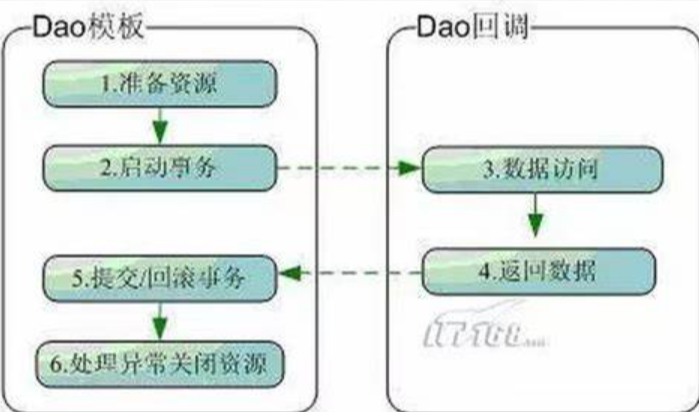 Dao模板
Dao回调
1.准备资源
2.启动事务
3.数据访问
4.返回数据
5.提交/回滚事务
6.处理异常关闭资源
IT168.com